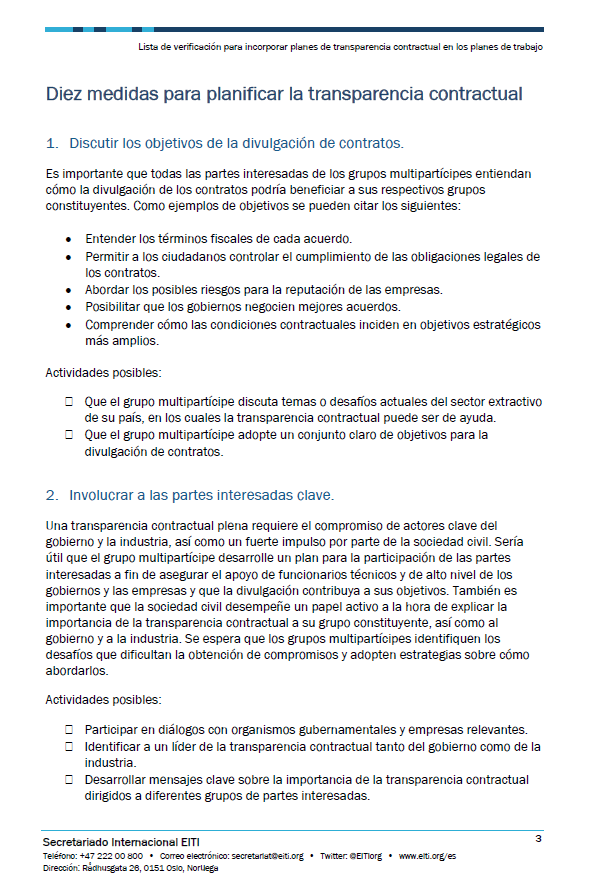 Lista de verificación para incorporar planes de transparencia contractual en los planes de trabajo
Diez medidas para planificar la transparencia contractual
1. Discutir los objetivos de la divulgación de contratos.
Es importante que todas las partes interesadas de los grupos multipartícipes entiendan
cómo la divulgación de los contratos podría beneficiar a sus respectivos grupos
constituyentes. Como ejemplos de objetivos se pueden citar los siguientes:
• Entender los términos fiscales de cada acuerdo.
• Permitir a los ciudadanos controlar el cumplimiento de las obligaciones legales de
los contratos.
• Abordar los posibles riesgos para la reputación de las empresas.
• Posibilitar que los gobiernos negocien mejores acuerdos.
• Comprender cómo las condiciones contractuales inciden en objetivos estratégicos
más amplios.
Actividades posibles:
☐ Que el grupo multipartícipe discuta temas o desafíos actuales del sector extractivo
de su país, en los cuales la transparencia contractual puede ser de ayuda.
☐ Que el grupo multipartícipe adopte un conjunto claro de objetivos para la
divulgación de contratos.
2. Involucrar a las partes interesadas clave.
Una transparencia contractual plena requiere el compromiso de actores clave del
gobierno y la industria, así como un fuerte impulso por parte de la sociedad civil. Sería
útil que el grupo multipartícipe desarrolle un plan para la participación de las partes
interesadas a fin de asegurar el apoyo de funcionarios técnicos y de alto nivel de los
gobiernos y las empresas y que la divulgación contribuya a sus objetivos. También es
importante que la sociedad civil desempeñe un papel activo a la hora de explicar la
importancia de la transparencia contractual a su grupo constituyente, así como al
gobierno y a la industria. Se espera que los grupos multipartícipes identifiquen los
desafíos que dificultan la obtención de compromisos y adopten estrategias sobre cómo
abordarlos.
Actividades posibles:
☐ Participar en diálogos con organismos gubernamentales y empresas relevantes.
☐ Identificar a un líder de la transparencia contractual tanto del gobierno como de la
industria.
☐ Desarrollar mensajes clave sobre la importancia de la transparencia contractual
dirigidos a diferentes grupos de partes interesadas.
Secretariado Internacional EITI 3
Teléfono: +47 222 00 800 • Correo electrónico: secretariat@eiti.org • Twitter: @EITIorg • www.eiti.org/es
Dirección: Rådhusgata 26, 0151 Oslo, Noruega